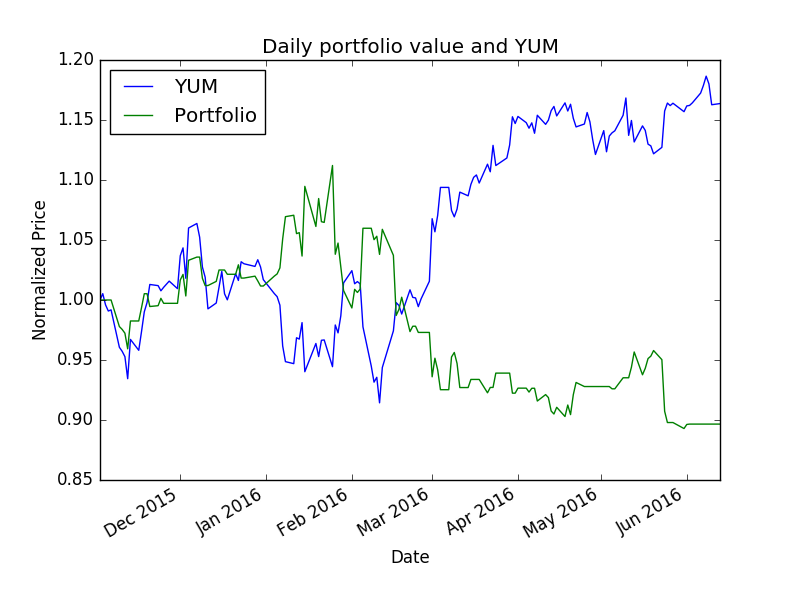 Daily portfolio value and YUM
1.20
1.15
1.10
1.05
1.00
0.95
0.90
0.85
Normalized Price
YUM
Portfolio
Dec 2015
Jan 2016
Feb 2016
Mar 2016
Apr 2016
May 2016
Jun 2016
Date